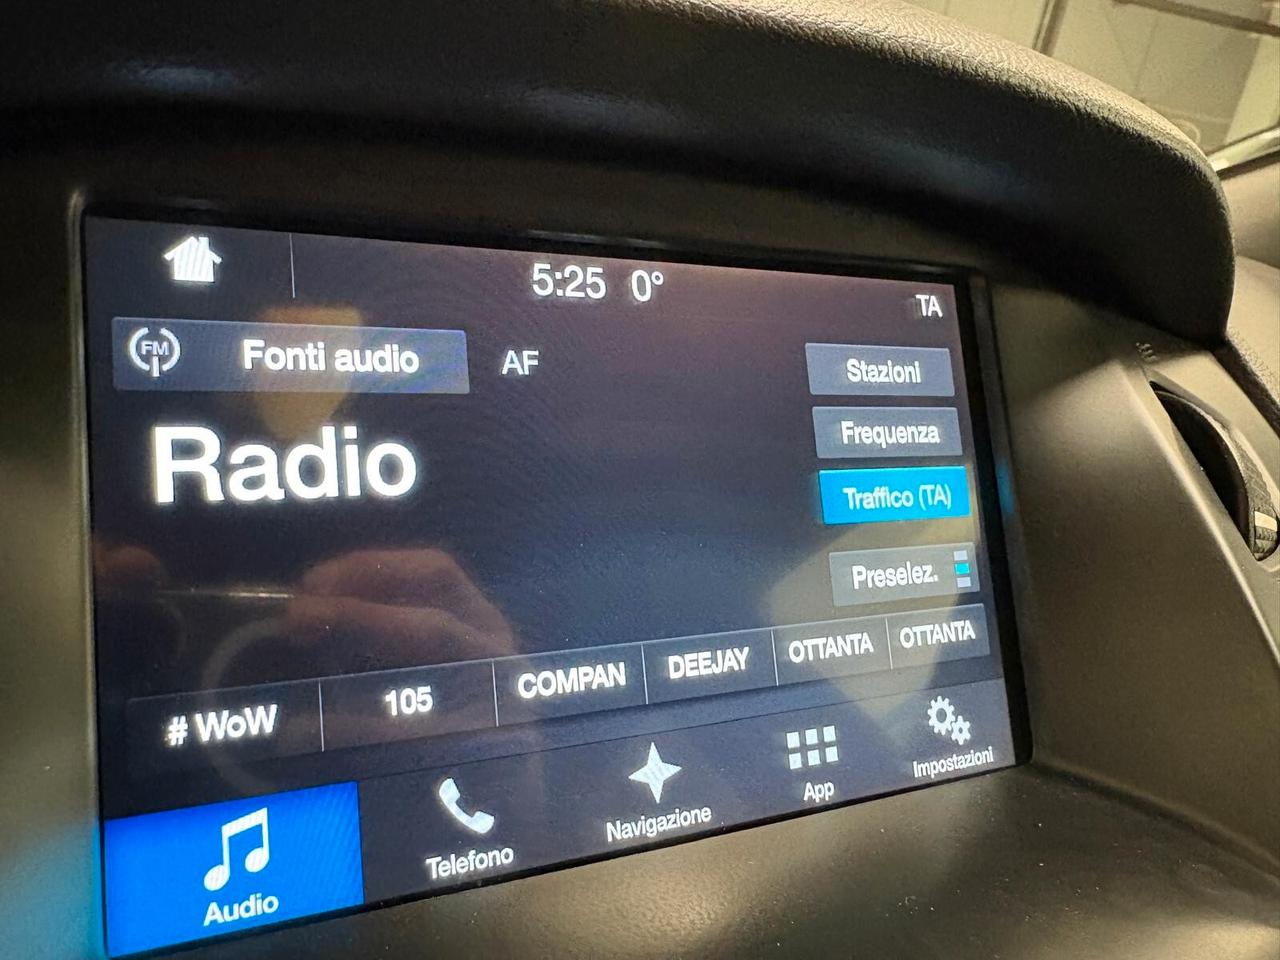 5:25 0°
TA
FM Fonti audio
AF
Stazioni
Radio
Frequenza
Traffico (TA)
Preselez.
# WoW
105
COMPAN
DEEJAY
OTTANTA
OTTANTA
Audio
Telefono
Navigazione
App
Impostazioni